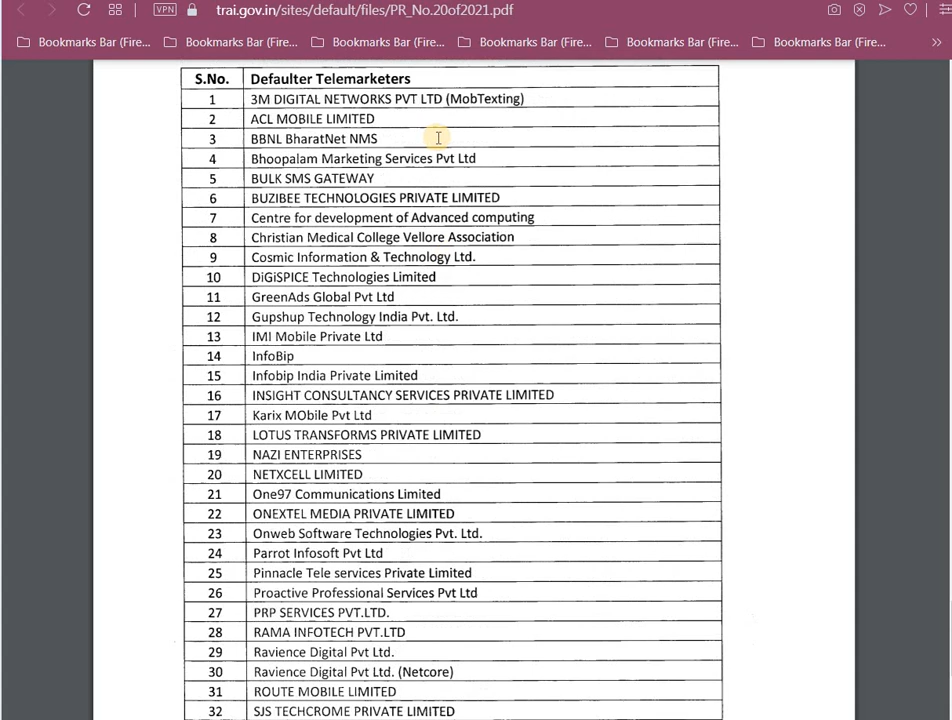 VPN trai.gov.in/sites/default/files/PR_No.20of2021.pdf
Bookmarks Bar (Fire... Bookmarks Bar (Fire... Bookmarks Bar (Fire... Bookmarks Bar (Fire... Bookmarks Bar (Fire... Bookmarks Bar (Fire... »
S.No. Defaulter Telemarketers
1 3M DIGITAL NETWORKS PVT LTD (MobTexting)
2 ACL MOBILE LIMITED
3 BBNL BharatNet NMS
4 Bhoopalam Marketing Services Pvt Ltd
5 BULK SMS GATEWAY
6 BUZIBEE TECHNOLOGIES PRIVATE LIMITED
7 Centre for development of Advanced computing
8 Christian Medical College Vellore Association
9 Cosmic Information & Technology Ltd.
10 DiGiSPICE Technologies Limited
11 GreenAds Global Pvt Ltd
12 Gupshup Technology India Pvt. Ltd.
13 IMI Mobile Private Ltd
14 InfoBip
15 Infobip India Private Limited
16 INSIGHT CONSULTANCY SERVICES PRIVATE LIMITED
17 Karix MObile Pvt Ltd
18 LOTUS TRANSFORMS PRIVATE LIMITED
19 NAZI ENTERPRISES
20 NETXCELL LIMITED
21 One97 Communications Limited
22 ONEXTEL MEDIA PRIVATE LIMITED
23 Onweb Software Technologies Pvt. Ltd.
24 Parrot Infosoft Pvt Ltd
25 Pinnacle Tele services Private Limited
26 Proactive Professional Services Pvt Ltd
27 PRP SERVICES PVT.LTD.
28 RAMA INFOTECH PVT.LTD
29 Ravience Digital Pvt Ltd.
30 Ravience Digital Pvt Ltd. (Netcore)
31 ROUTE MOBILE LIMITED
32 SJS TECHCROME PRIVATE LIMITED